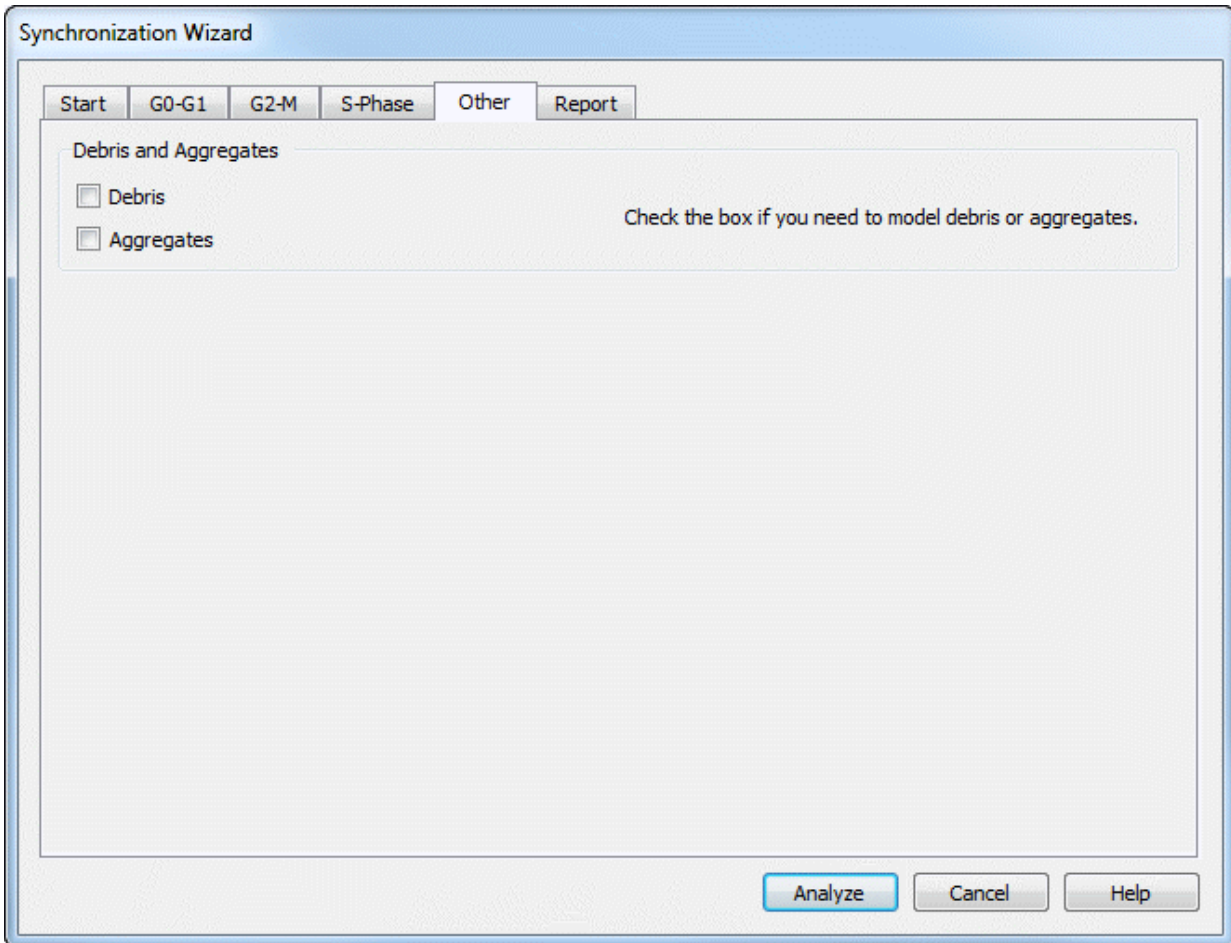 Synchronization Wizard
Start G0-G1 G2-M S-Phase Other Report
Debris and Aggregates
Debris
Check the box if you need to model debris or aggregates.
Aggregates
Analyze Cancel Help